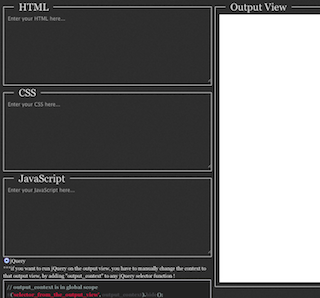 HTML
Enter your HTML here...
CSS
Enter your CSS here...
JavaScript
Enter your JavaScript here...
jQuery
***if you want to run jQuery on the output view, you have to manually change the context to
that output view, by adding "output_context" to any jQuery selector function !
// output_context is in global scope
'selector_from_the_output_view', output_context
Output View